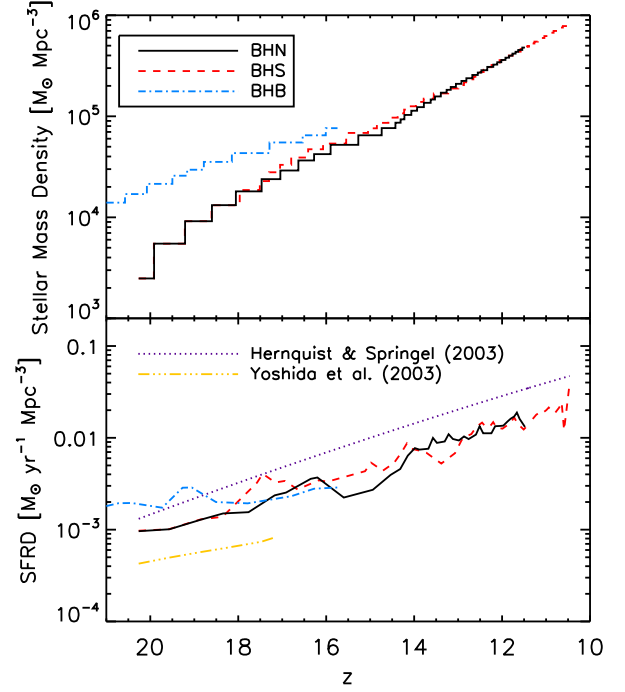 10⁶
10⁵
10⁴
10³
Stellar Mass Density [M⊙ Mpc⁻³]
BHN
BHS
BHB
0.1
0.01
10⁻³
10⁻⁴
SFRD [M⊙ yr⁻¹ Mpc⁻³]
Hernquist & Springel (2003)
Yoshida et al. (2003)
20 18 16 14 12 10
z